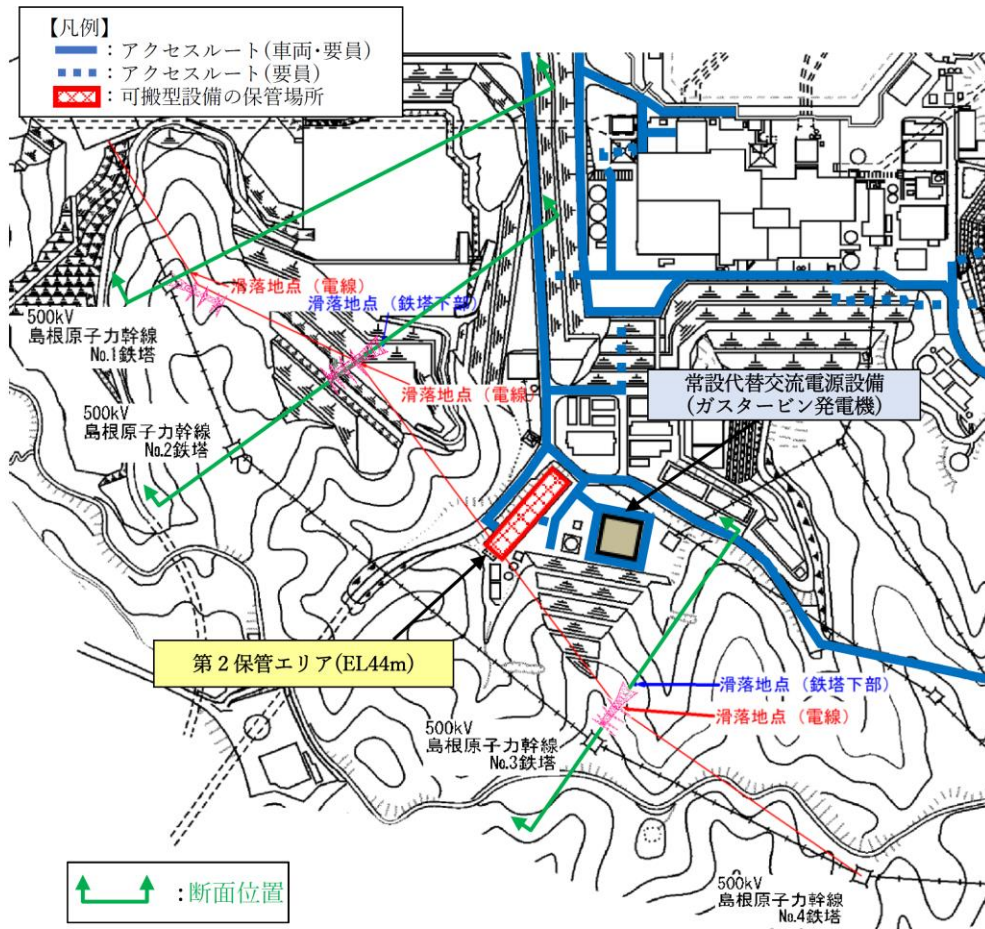 【凡例】
：アクセスルート(車両･要員)
：アクセスルート(要員)
：可搬型設備の保管場所
滑落地点（電線）
滑落地点（鉄塔下部）
500kV
島根原子力幹線
No.1鉄塔
滑落地点（電線）
常設代替交流電源設備
(ガスタービン発電機)
500kV
島根原子力幹線
No.2鉄塔
第２保管エリア(EL44m)
滑落地点（鉄塔下部）
滑落地点（電線）
500kV
島根原子力幹線
No.3鉄塔
500kV
島根原子力幹線
No.4鉄塔
：断面位置